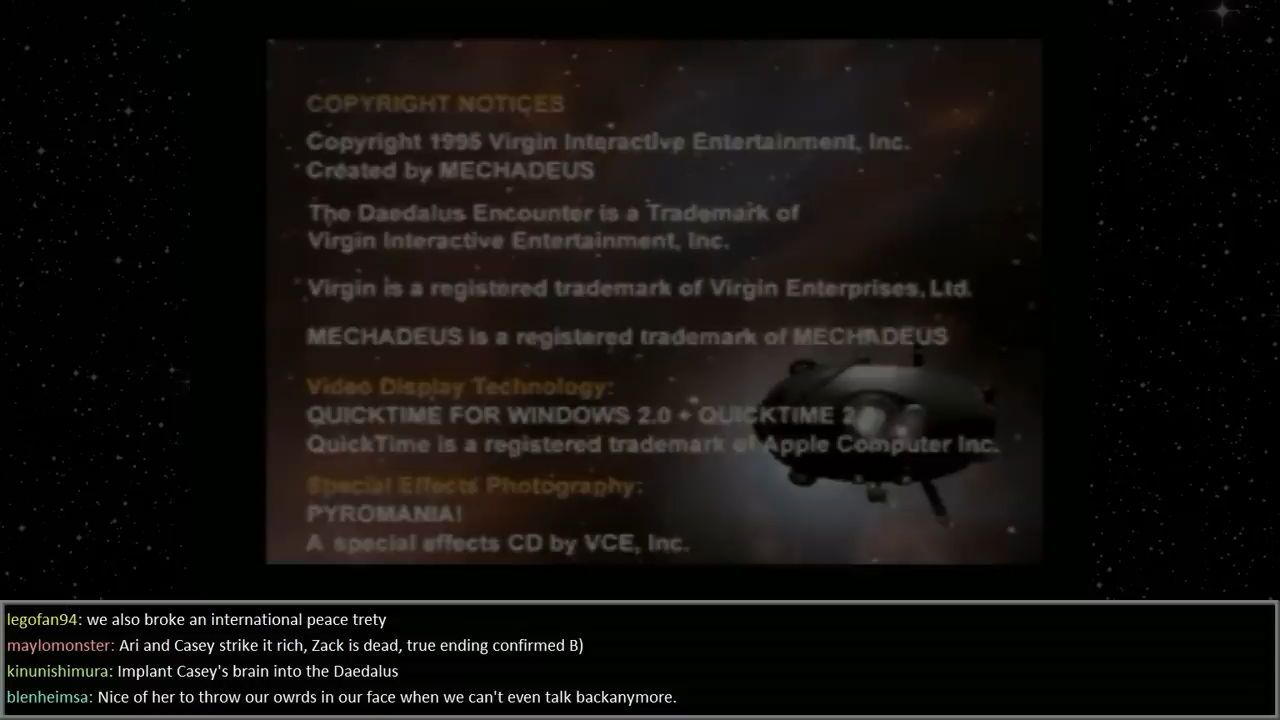 COPYRIGHT NOTICES
Copyright 1995 Virgin Interactive Entertainment, Inc.
Created by MECHADEUS
The Daedalus Encounter is a Trademark of
Virgin Interactive Entertainment, Inc.
Virgin is a registered trademark of Virgin Enterprises, Ltd.
MECHADEUS is a registered trademark of MECHADEUS
Video Display Technology:
QUICKTIME FOR WINDOWS 2.0 + QUICKTIME
QuickTime is a registered trademark of Apple Computer Inc.
Special Effects Photography:
PYROMANIA!
A special effects CD by VCE, Inc.
legofan94: we also broke an international peace trety
maylomonster: Ari and Casey strike it rich, Zack is dead, true ending confirmed B)
kinunishimura: Implant Casey's brain into the Daedalus
blenheimsa: Nice of her to throw our owrds in our face when we can't even talk backanymore.